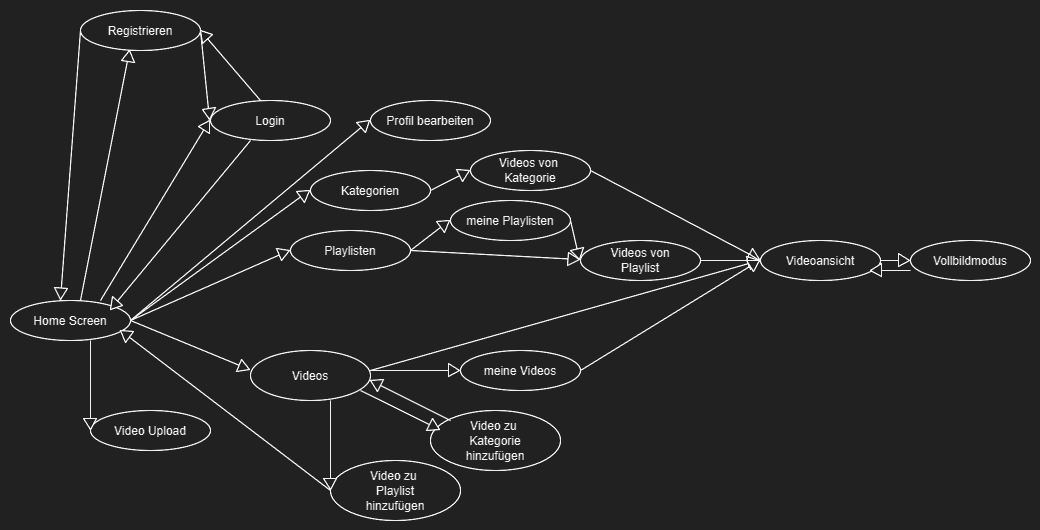 Registrieren
Login
Profil bearbeiten
Videos von
Kategorie
Kategorien
meine Playlisten
Playlisten
Videos von
Playlist
Videoansicht
Vollbildmodus
Home Screen
Videos
meine Videos
Video Upload
Video zu
Kategorie
hinzufügen
Video zu
Playlist
hinzufügen